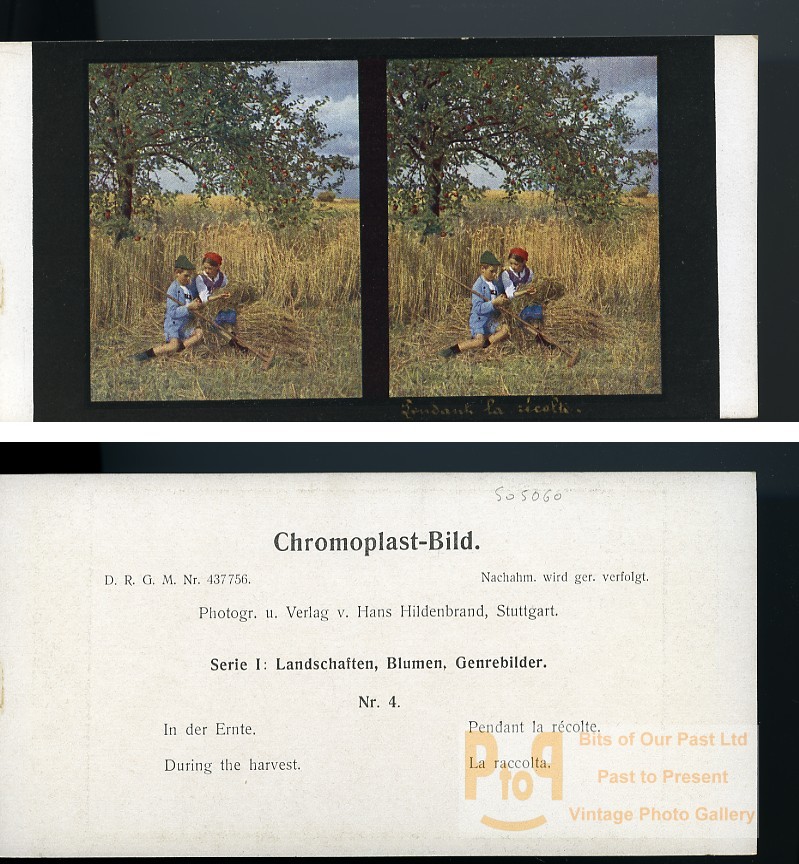 Pendant la récolte.
505060
Chromoplast-Bild.
D. R. G. M. Nr. 437756.
Nachahm. wird ger. verfolgt.
Photogr. u. Verlag v. Hans Hildenbrand, Stuttgart.
Serie I: Landschaften, Blumen, Genrebilder.
Nr. 4.
In der Ernte.
Pendant la récolte.
During the harvest.
La raccolta.
PtoP
Bits of Our Past Ltd
Past to Present
Vintage Photo Gallery